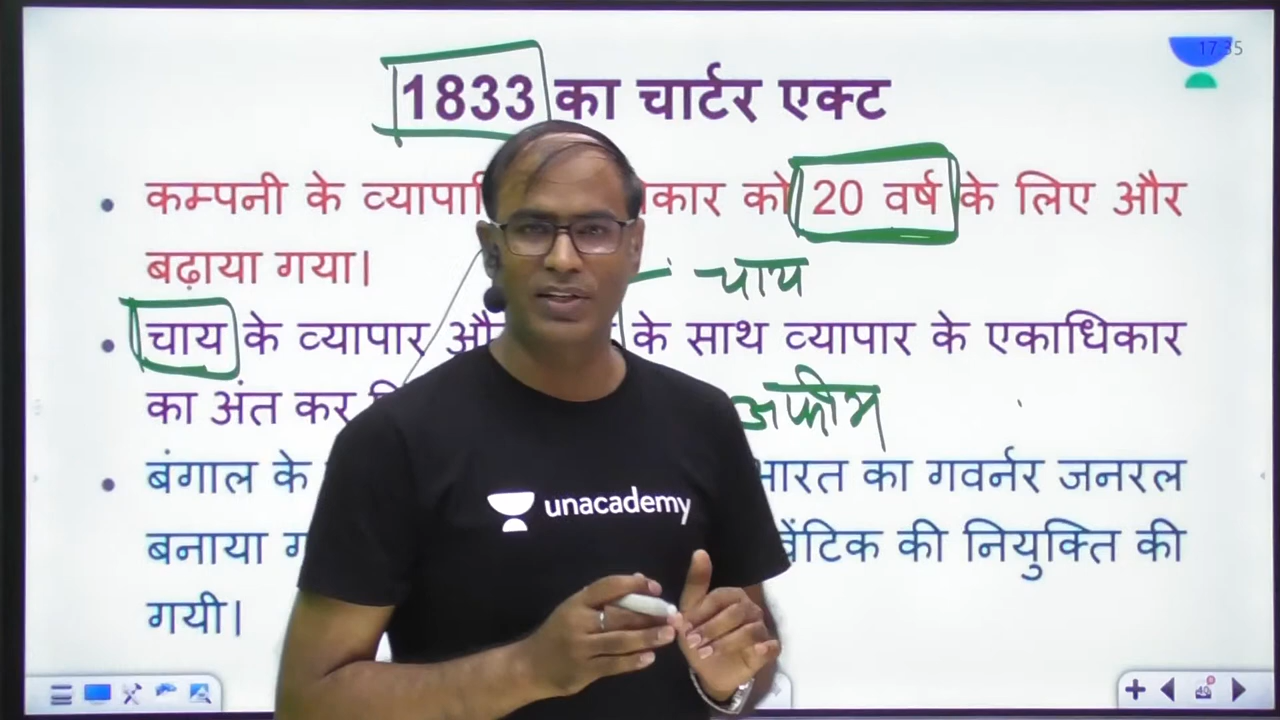 17:35
1833 का चार्टर एक्ट
कम्पनी के को 20 वर्ष के लिए और
बढ़ाया गया।
चाय
चाय के व्यापार के साथ व्यापार के एकाधिकार
का अंत कर
अफीम
बंगाल के भारत का गवर्नर जनरल
बनाया की नियुक्ति की
गयी।
unacademy